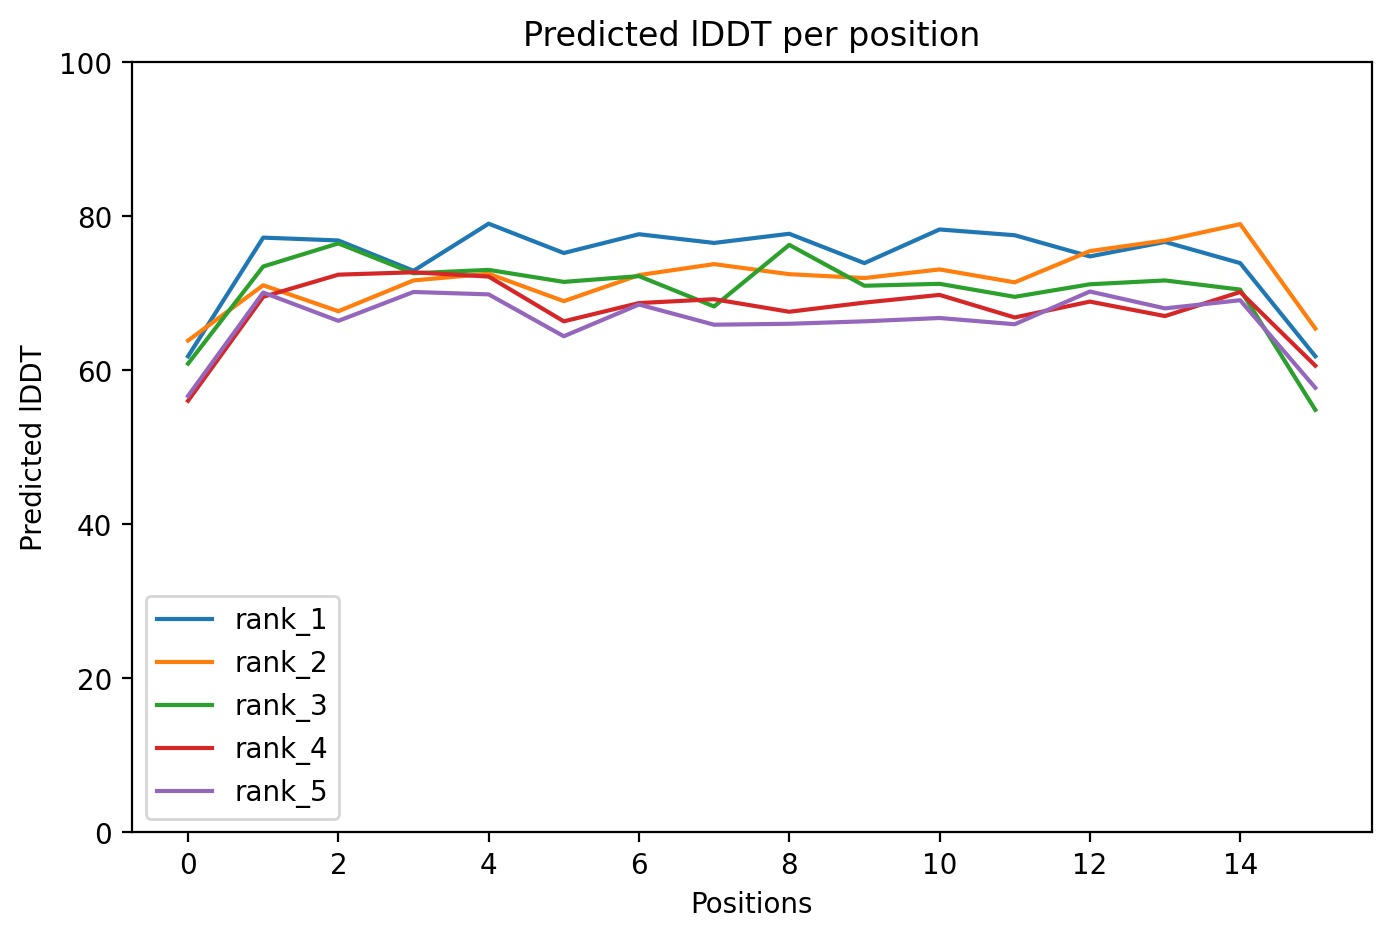 Predicted lDDT per position
100
80
60
40
20
0
Predicted lDDT
rank_1
rank_2
rank_3
rank_4
rank_5
0 2 4 6 8 10 12 14
Positions